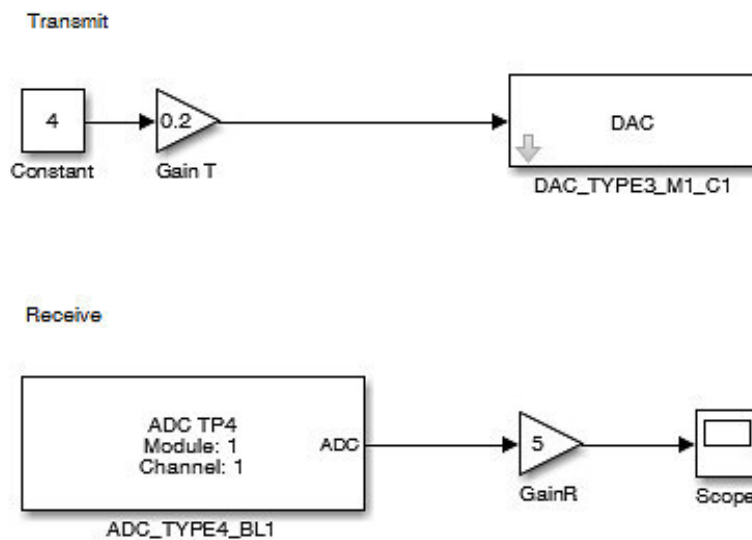 Transmit
4
0.2
DAC
Constant
Gain T
DAC_TYPE3_M1_C1
Receive
ADC TP4
Module: 1
Channel: 1
ADC
5
GainR
Scope
ADC_TYPE4_BL1